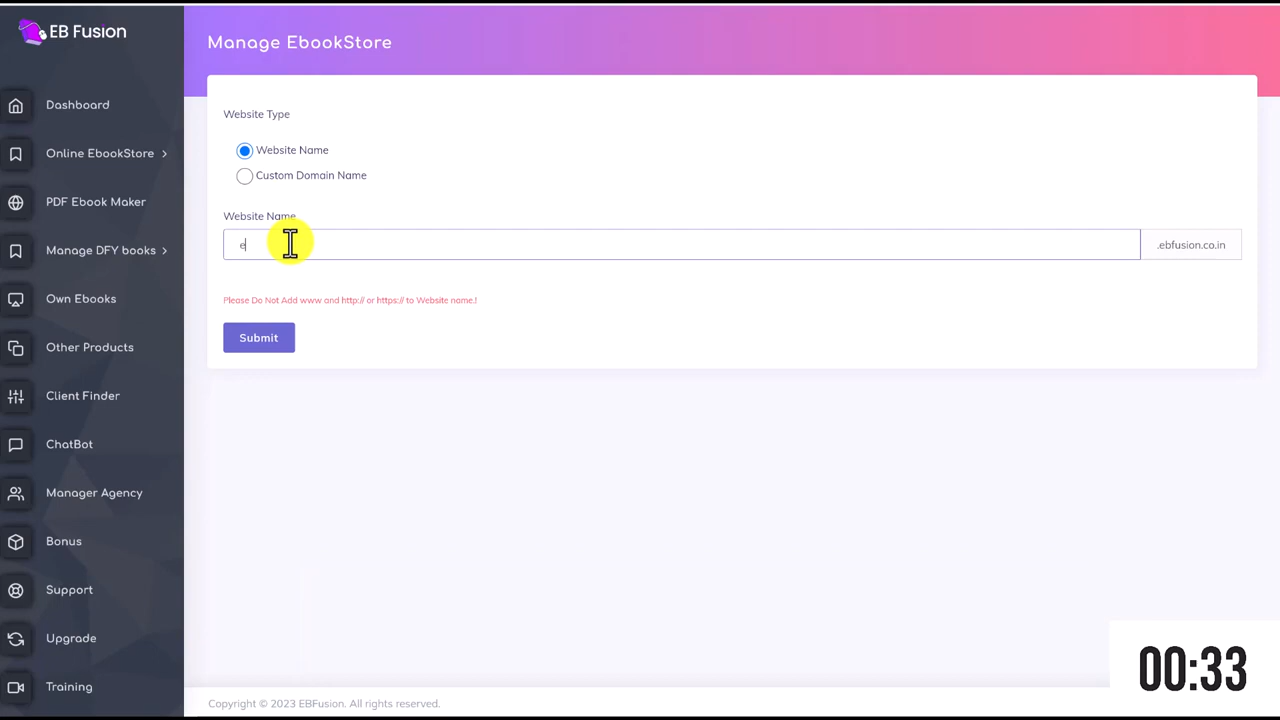 EB Fusion
Manage EbookStore
Dashboard
Online EbookStore
PDF Ebook Maker
Manage DFY books
Own Ebooks
Other Products
Client Finder
ChatBot
Manager Agency
Bonus
Support
Upgrade
Training
Website Type
Website Name
Custom Domain Name
Website Name
e
.ebfusion.co.in
Please Do Not Add www and http:// or https:// to Website name.!
Submit
00:33
Copyright © 2023 EBFusion. All rights reserved.